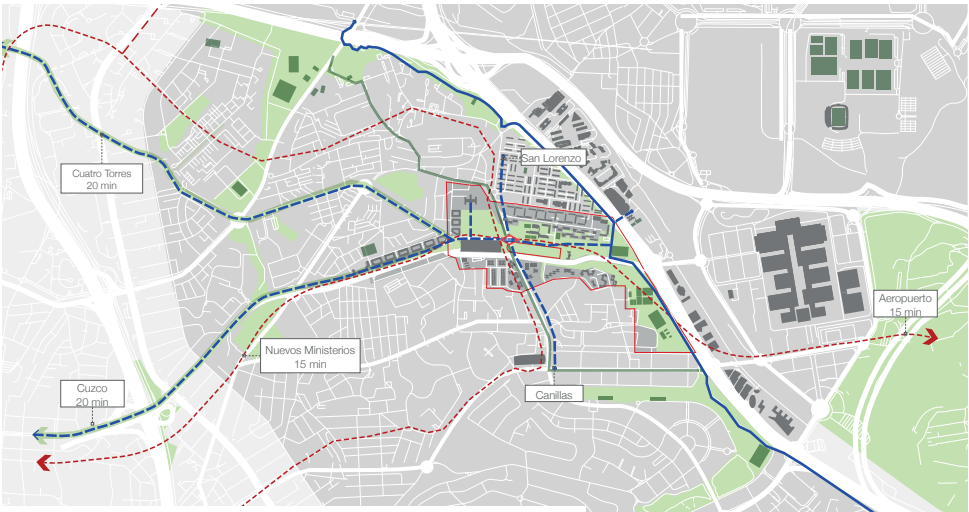 San Lorenzo
Cuatro Torres
20 min
Aeropuerto
15 min
Nuevos Ministerios
15 min
Cuzco
20 min
Canillas